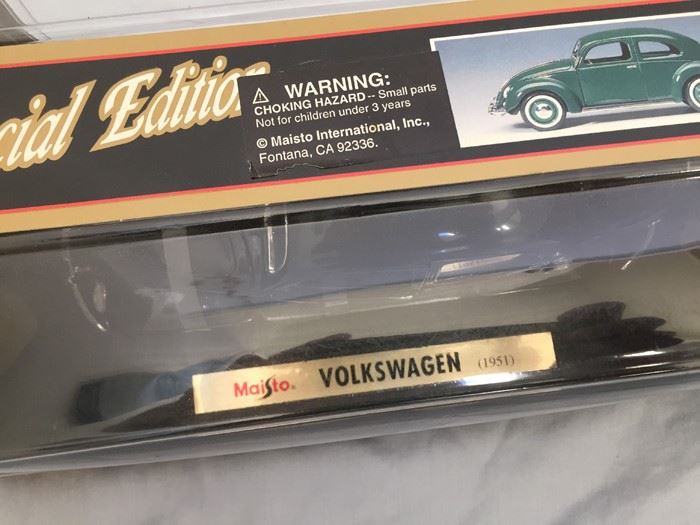 cial Edition
WARNING:
CHOKING HAZARD -- Small parts
Not for children under 3 years
© Maisto International, Inc.,
Fontana, CA 92336.
Maisto. VOLKSWAGEN (1951)